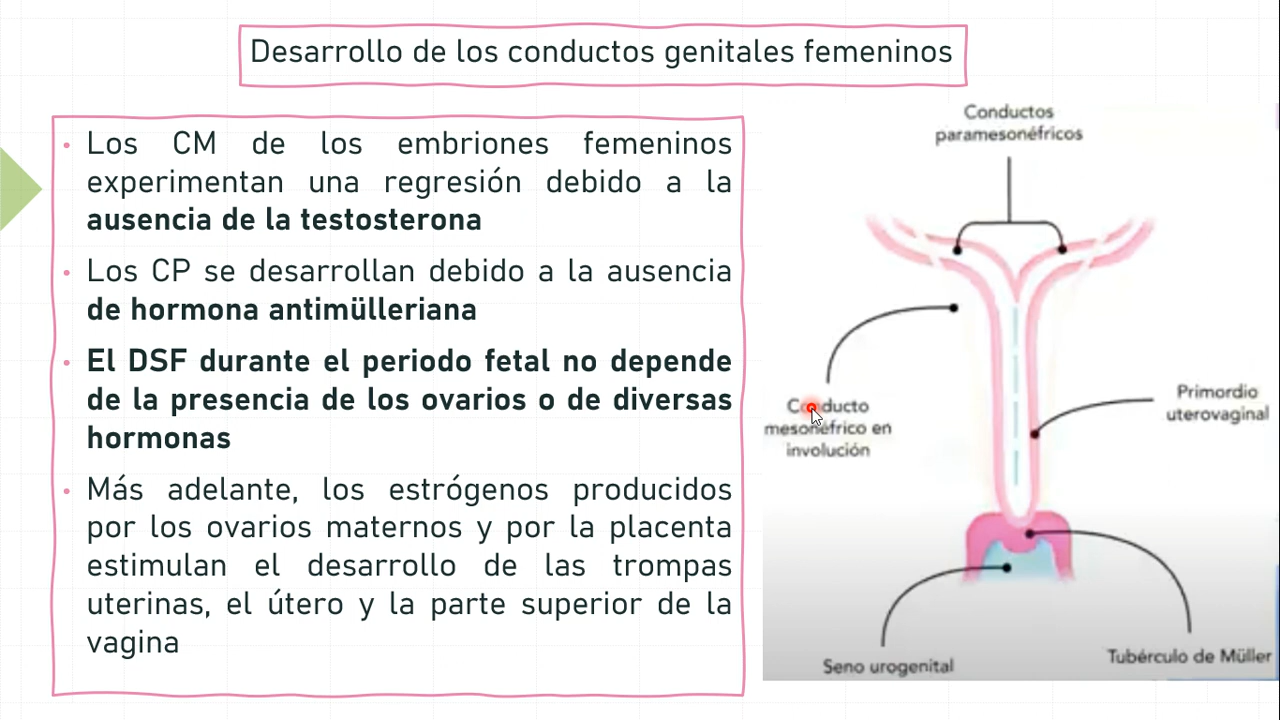 Desarrollo de los conductos genitales femeninos
• Los CM de los embriones femeninos
experimentan una regresión debido a la
ausencia de la testosterona
• Los CP se desarrollan debido a la ausencia
de hormona antimülleriana
• El DSF durante el periodo fetal no depende
de la presencia de los ovarios o de diversas
hormonas
• Más adelante, los estrógenos producidos
por los ovarios maternos y por la placenta
estimulan el desarrollo de las trompas
uterinas, el útero y la parte superior de la
vagina
Conductos
paramesonéfricos
Conducto
mesonéfrico en
involución
Primordio
uterovaginal
Seno urogenital
Tubérculo de Müller